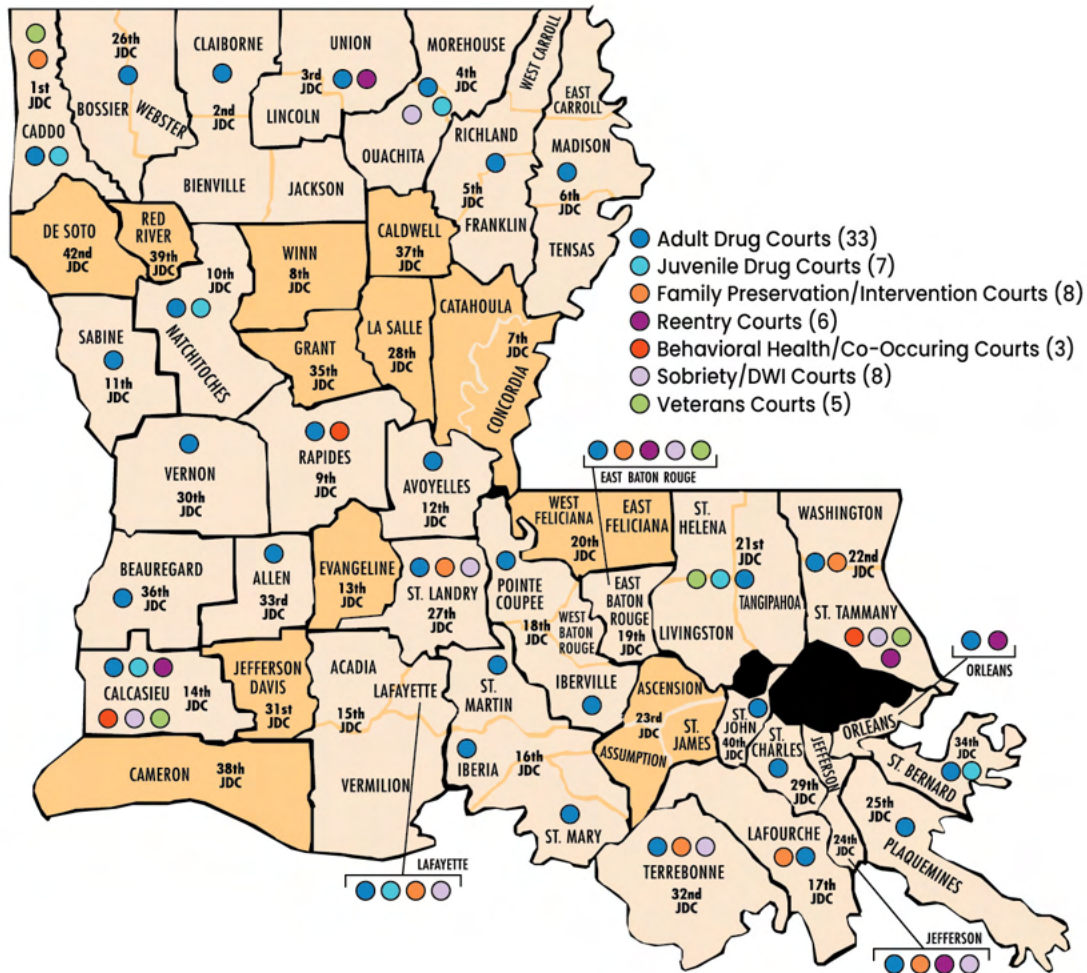 26th
JDC
CLAIBORNE
UNION
MOREHOUSE
WEST CARROLL
1st
JDC
CADDO
BOSSIER
WEBSTER
2nd
JDC
3rd
JDC
LINCOLN
4th
JDC
EAST
CARROLL
OUACHITA
RICHLAND
MADISON
BIENVILLE
JACKSON
5th
JDC
FRANKLIN
6th
JDC
TENSAS
DE SOTO
42nd
JDC
RED
RIVER
39th
JDC
WINN
8th
JDC
CALDWELL
37th
JDC
10th
JDC
NATCHITOCHES
CATAHOULA
7th
JDC
CONCORDIA
LA SALLE
28th
JDC
GRANT
35th
JDC
SABINE
11th
JDC
Adult Drug Courts (33)
Juvenile Drug Courts (7)
Family Preservation/Intervention Courts (8)
Reentry Courts (6)
Behavioral Health/Co-Occuring Courts (3)
Sobriety/DWI Courts (8)
Veterans Courts (5)
VERNON
30th
JDC
RAPIDES
9th
JDC
AVOYELLES
12th
JDC
EAST BATON ROUGE
WEST
FELICIANA
EAST
FELICIANA
20th
JDC
ST.
HELENA
21st
JDC
TANGIPAHOA
LIVINGSTON
WASHINGTON
22nd
JDC
ST. TAMMANY
BEAUREGARD
36th
JDC
ALLEN
33rd
JDC
EVANGELINE
13th
JDC
ST. LANDRY
27th
JDC
POINTE
COUPEE
18th
JDC
WEST
BATON
ROUGE
EAST
BATON
ROUGE
19th
JDC
IBERVILLE
ORLEANS
CALCASIEU
14th
JDC
JEFFERSON
DAVIS
31st
JDC
ACADIA
LAFAYETTE
15th
JDC
VERMILION
ST.
MARTIN
IBERIA
16th
JDC
ST. MARY
ASCENSION
23rd
JDC
ST.
JAMES
ASSUMPTION
ST.
JOHN
40th
JDC
ST.
CHARLES
29th
JDC
JEFFERSON
ORLEANS
34th
JDC
ST. BERNARD
CAMERON
38th
JDC
25th
JDC
PLAQUEMINES
24th
JDC
LAFOURCHE
17th
JDC
TERREBONNE
32nd
JDC
LAFAYETTE
JEFFERSON